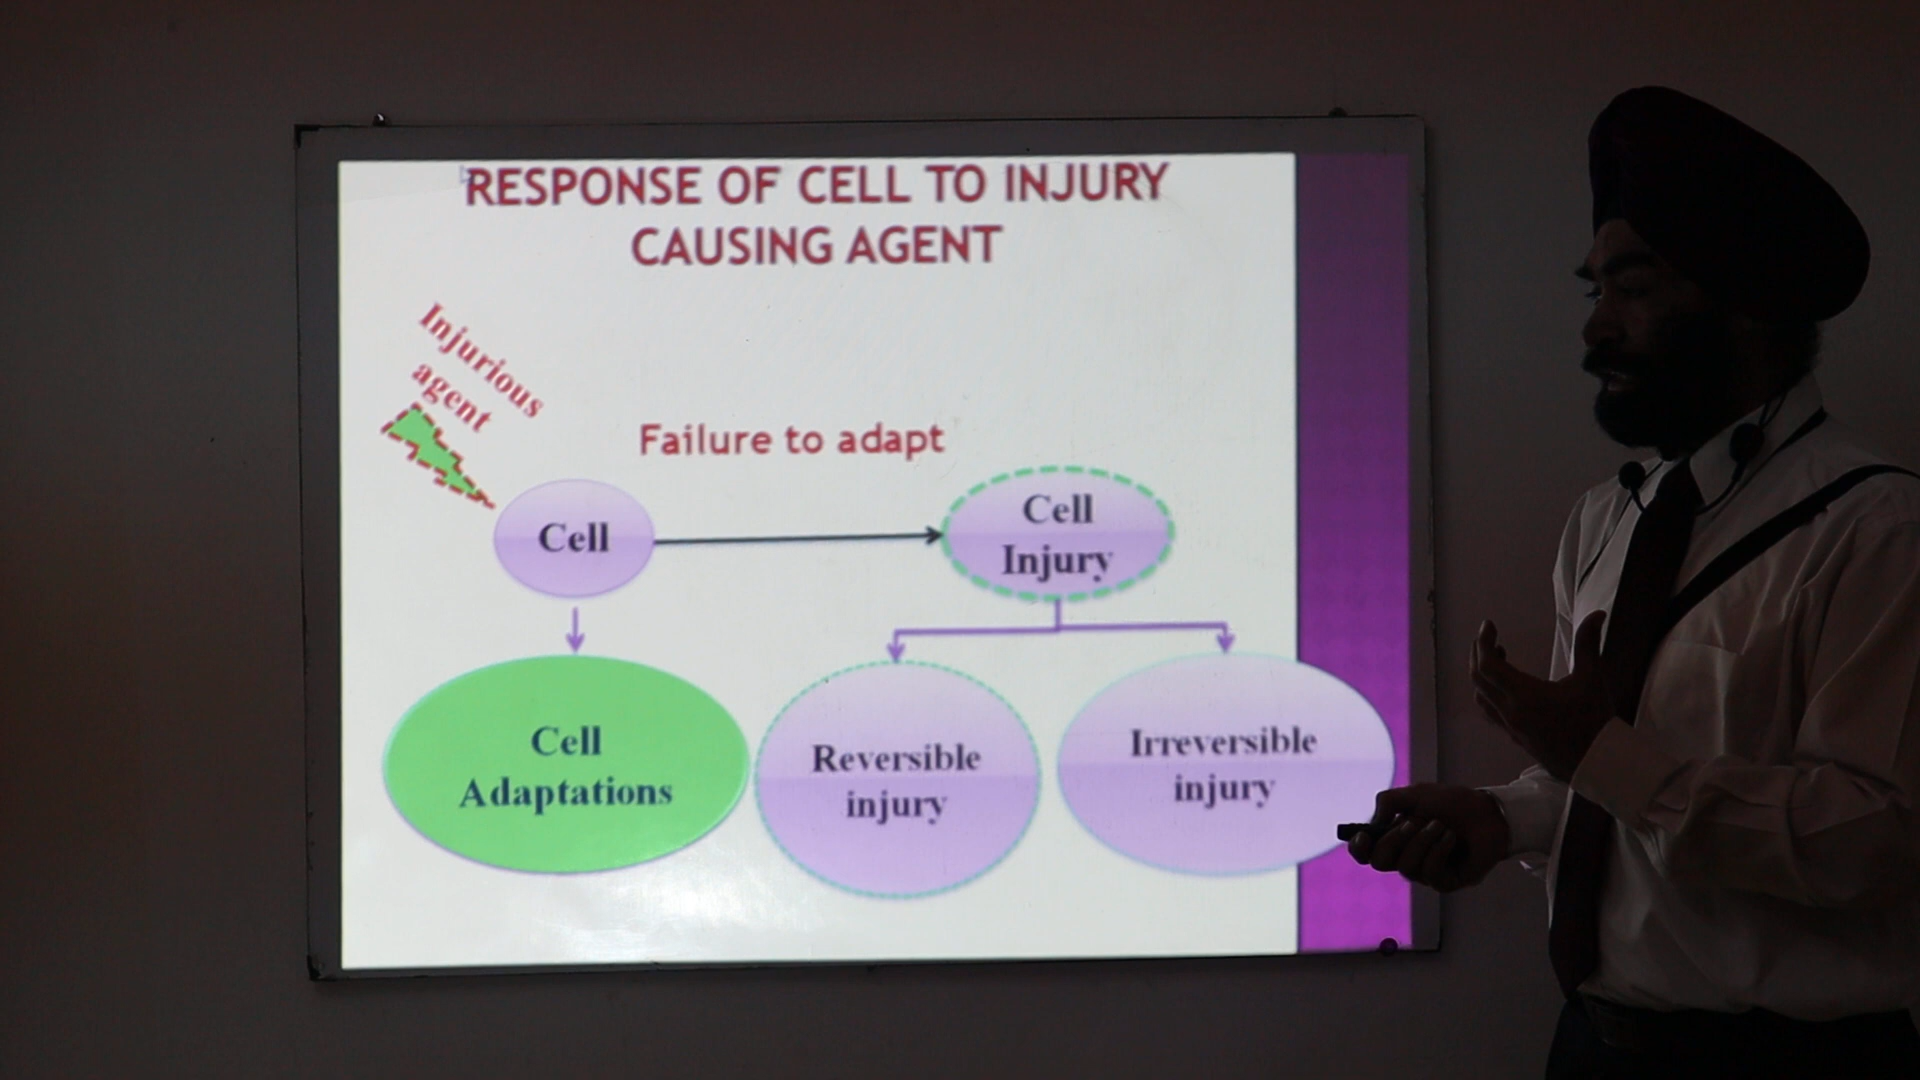 RESPONSE OF CELL TO INJURY
CAUSING AGENT
Injurious
agent
Failure to adapt
Cell
Cell
Injury
Cell
Adaptations
Reversible
injury
Irreversible
injury